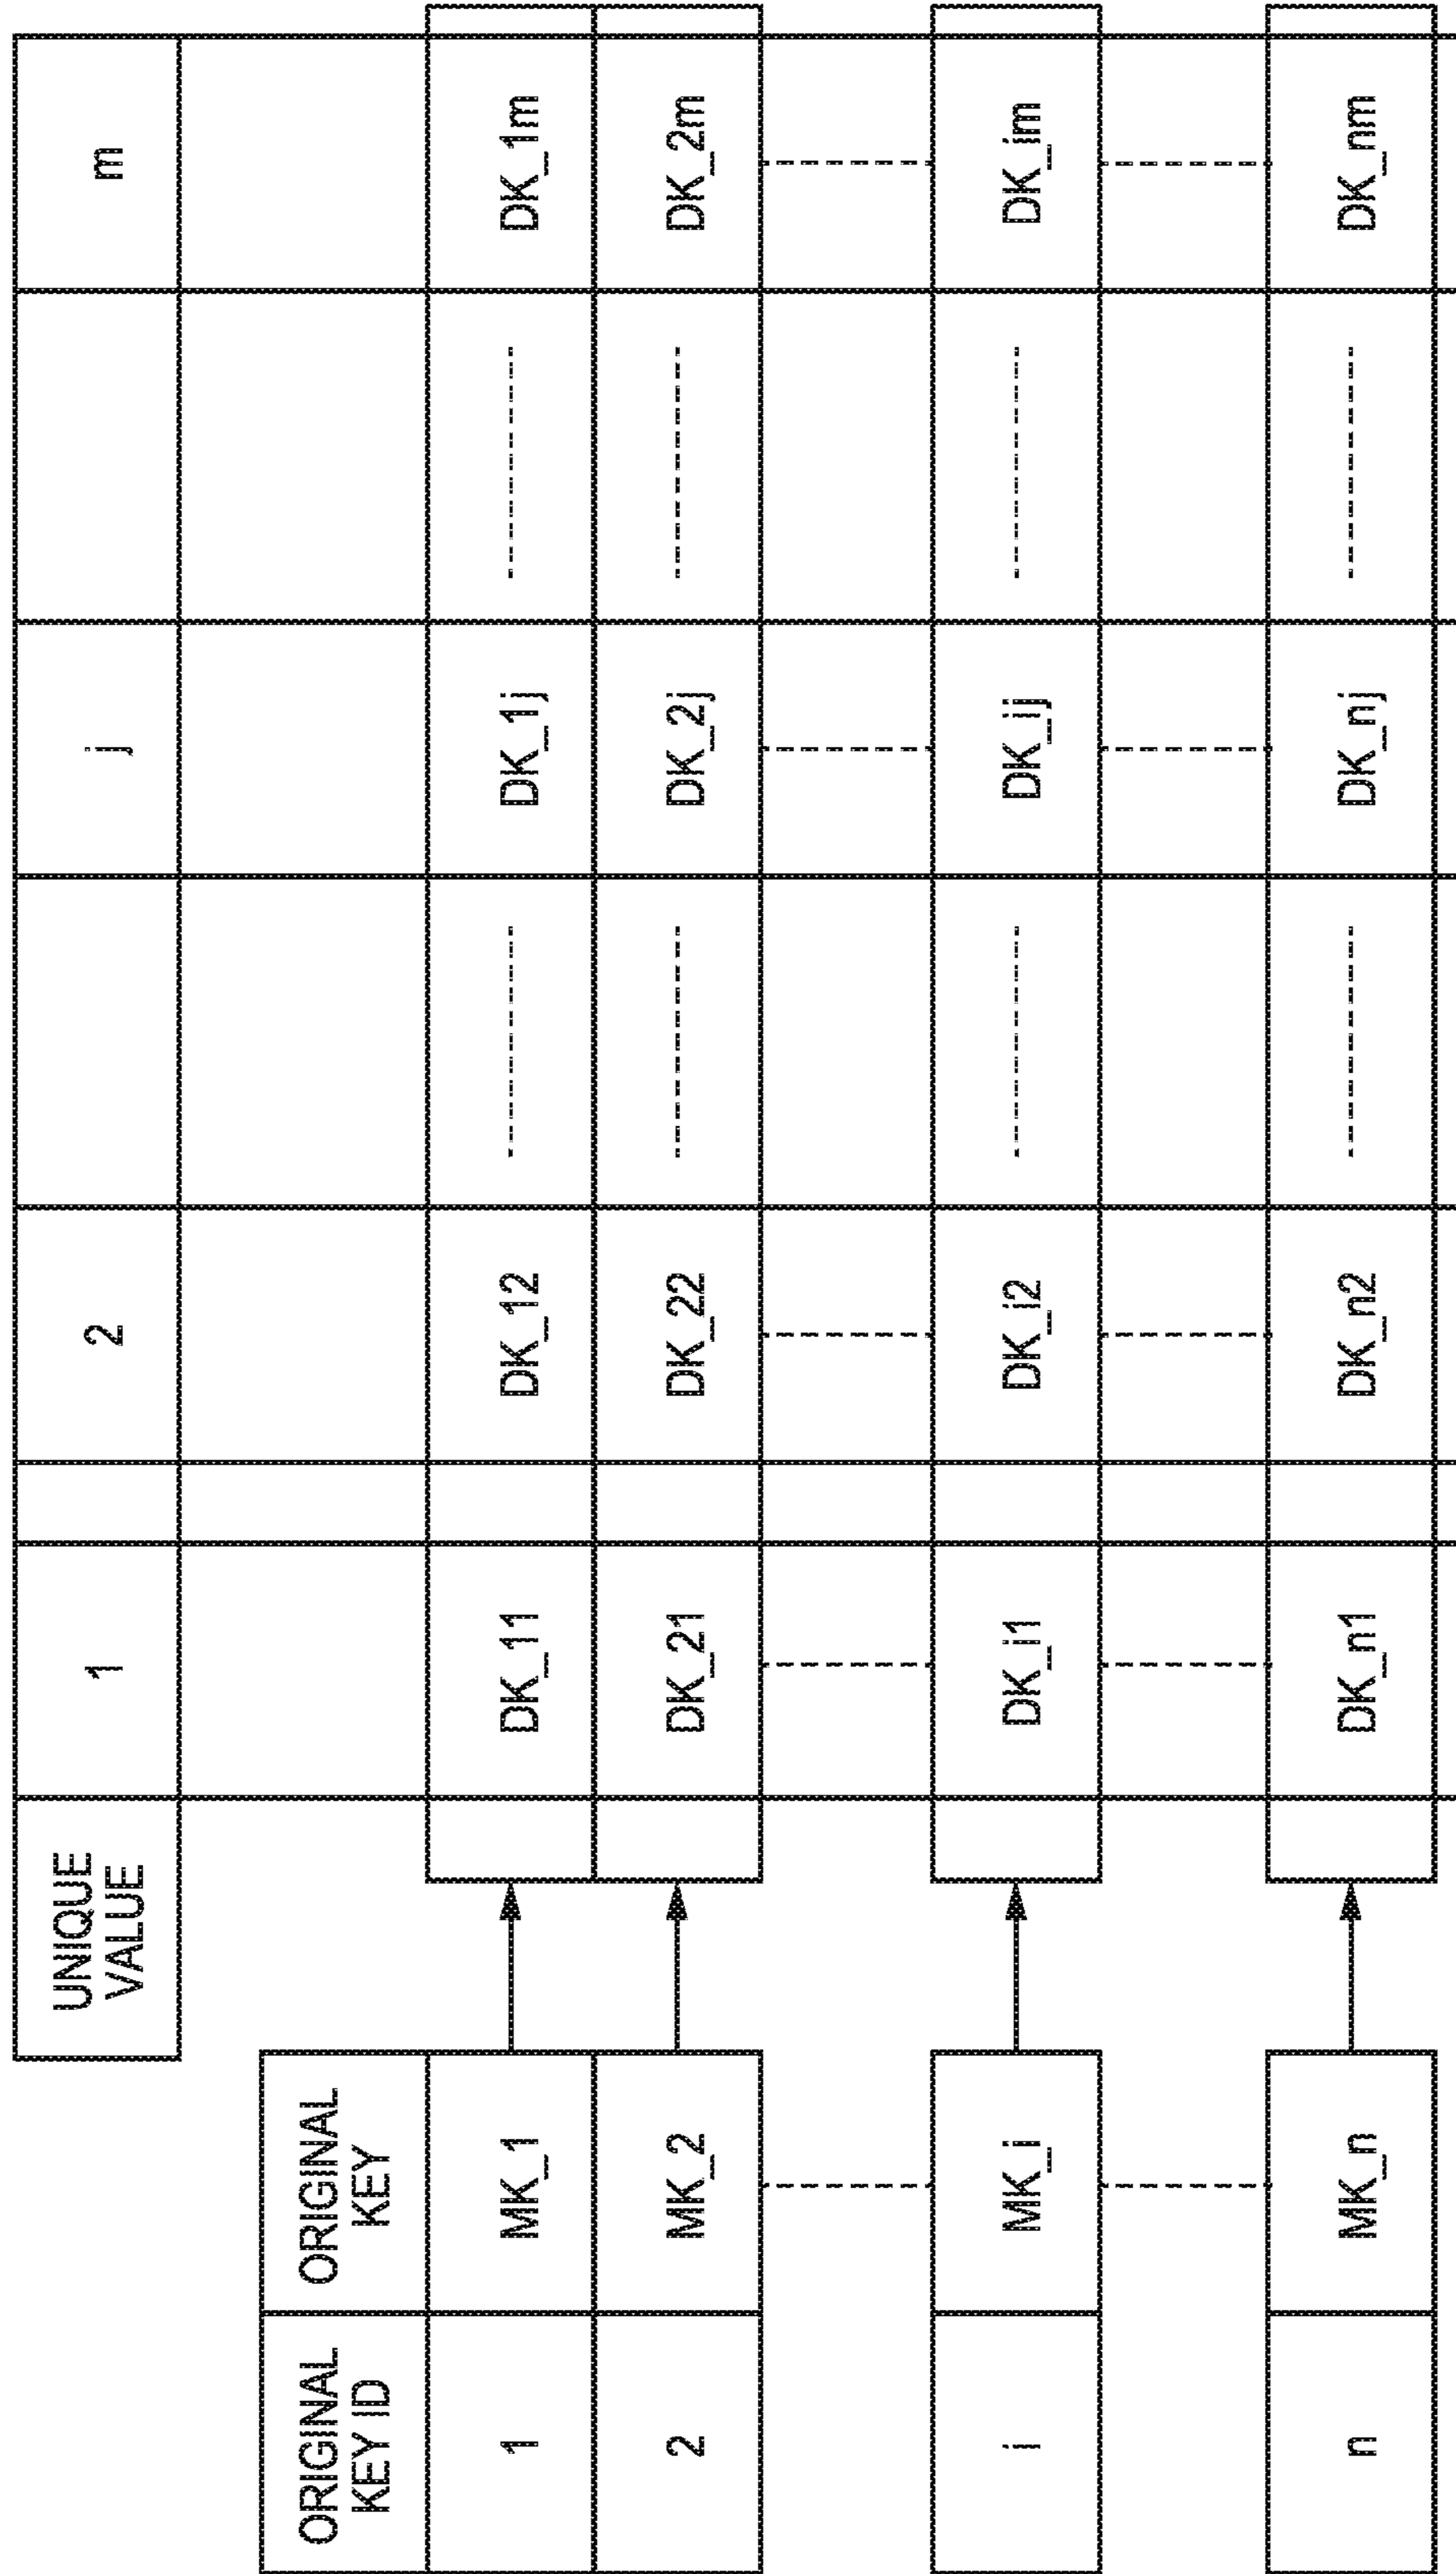 UNIQUE
VALUE
1
2
j
m
ORIGINAL
KEY ID
ORIGINAL
KEY
1
MK_1
DK_11
DK_12
DK_1j
DK_1m
2
MK_2
DK_21
DK_22
DK_2j
DK_2m
i
MK_i
DK_i1
DK_i2
DK_ij
DK_im
n
MK_n
DK_n1
DK_n2
DK_nj
DK_nm